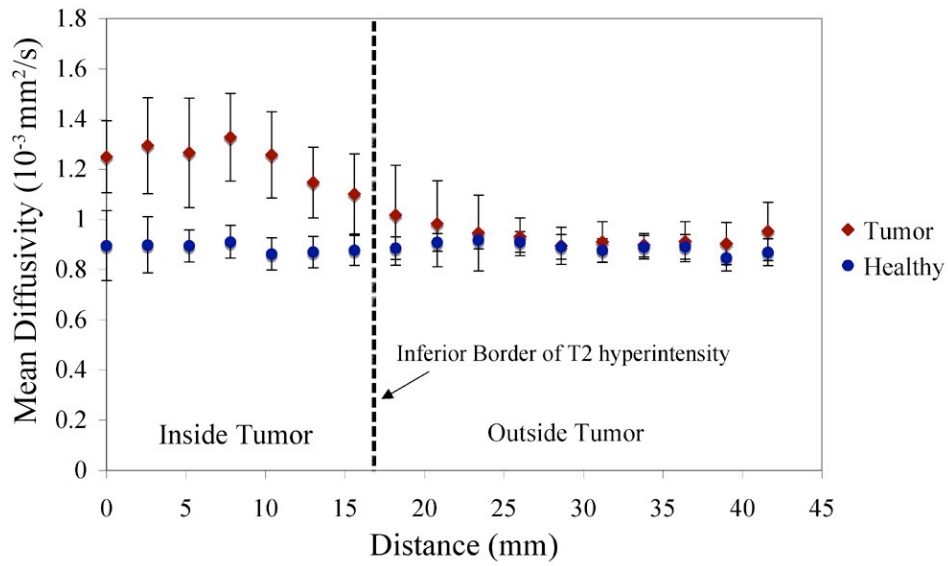 Mean Diffusivity (10⁻³ mm²/s)
1.8
1.6
1.4
1.2
1
0.8
0.6
0.4
0.2
0
Tumor
Healthy
Inferior Border of T2 hyperintensity
Inside Tumor
Outside Tumor
0 5 10 15 20 25 30 35 40 45
Distance (mm)